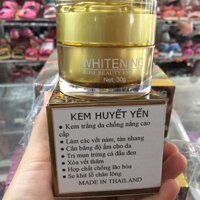 WHITENING
ROSE BEAUTY
Net. 30g
KEM HUYẾT YẾN
• Kem trắng da chống nắng cao
cấp
• Làm các vết nám, tàn nhang
• Cân bằng độ ẩm cho da
• Trị mụn trứng cá đầu đen
• Xóa vết thâm
• Hợp chất chống lão hóa
• Se khít lỗ chân lông
MADE IN THAILAND